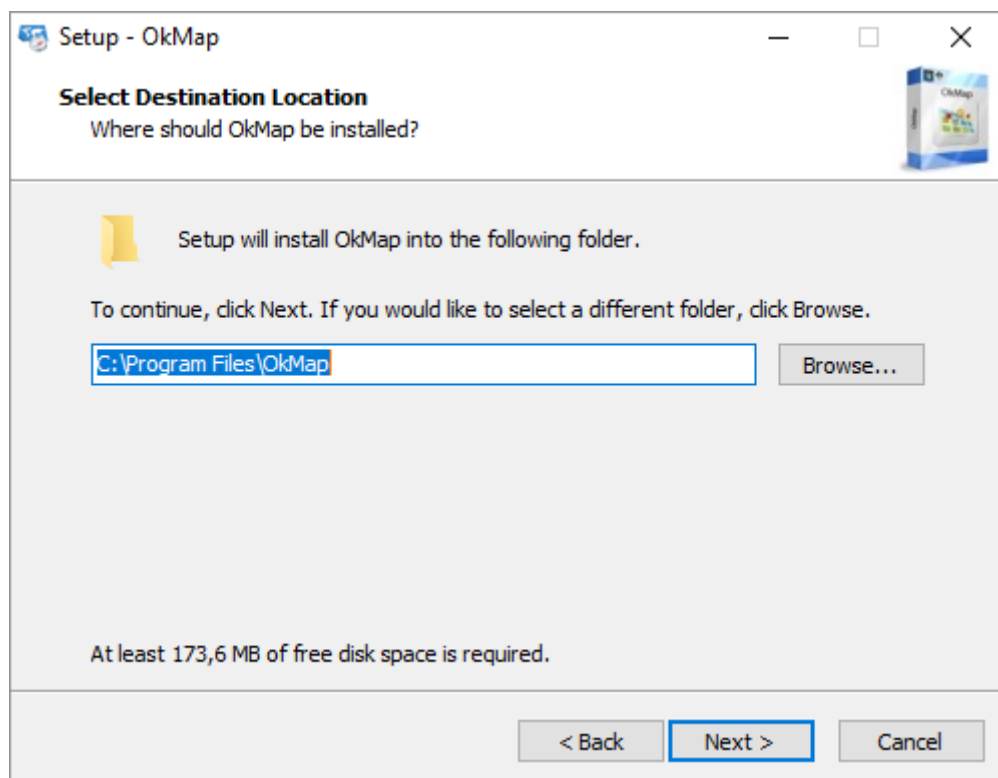 Setup - OkMap
Select Destination Location
Where should OkMap be installed?
OkMap
OkMap
Setup will install OkMap into the following folder.
To continue, click Next. If you would like to select a different folder, click Browse.
C:\Program Files\OkMap
Browse...
At least 173,6 MB of free disk space is required.
< Back
Next >
Cancel